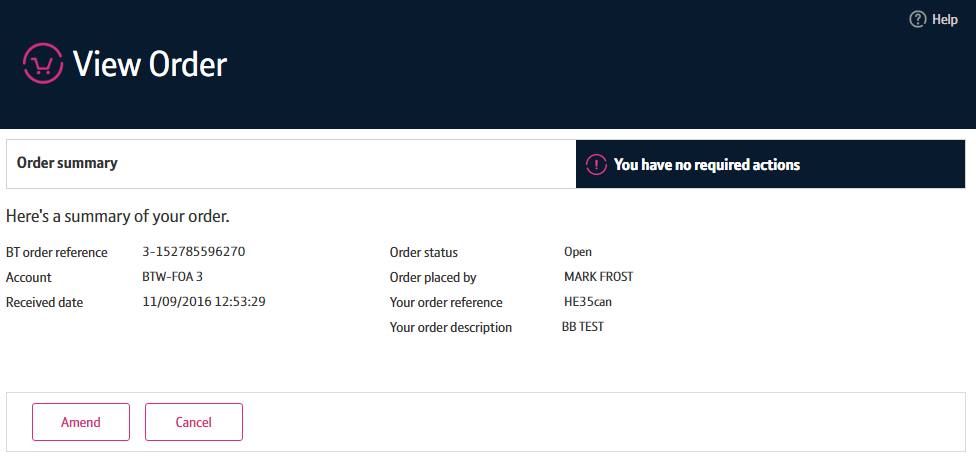 Help
View Order
Order summary
You have no required actions
Here's a summary of your order.
BT order reference 3-152785596270 Order status Open
Account BTW-FOA 3 Order placed by MARK FROST
Received date 11/09/2016 12:53:29 Your order reference HE35can
Your order description BB TEST
Amend Cancel